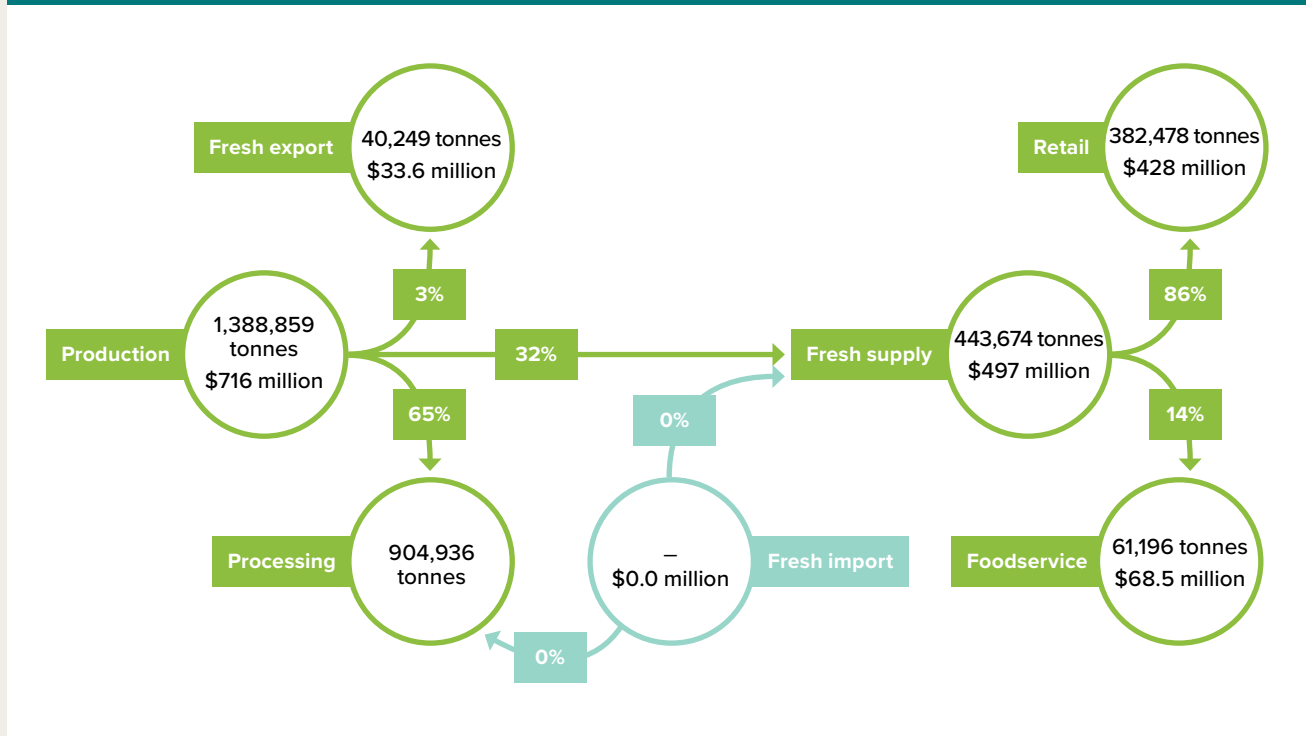 Fresh export
40,249 tonnes
$33.6 million
Retail
382,478 tonnes
$428 million
3%
86%
Production
1,388,859
tonnes
$716 million
32%
Fresh supply
443,674 tonnes
$497 million
65%
0%
14%
Processing
904,936
tonnes
–
$0.0 million
Fresh import
Foodservice
61,196 tonnes
$68.5 million
0%